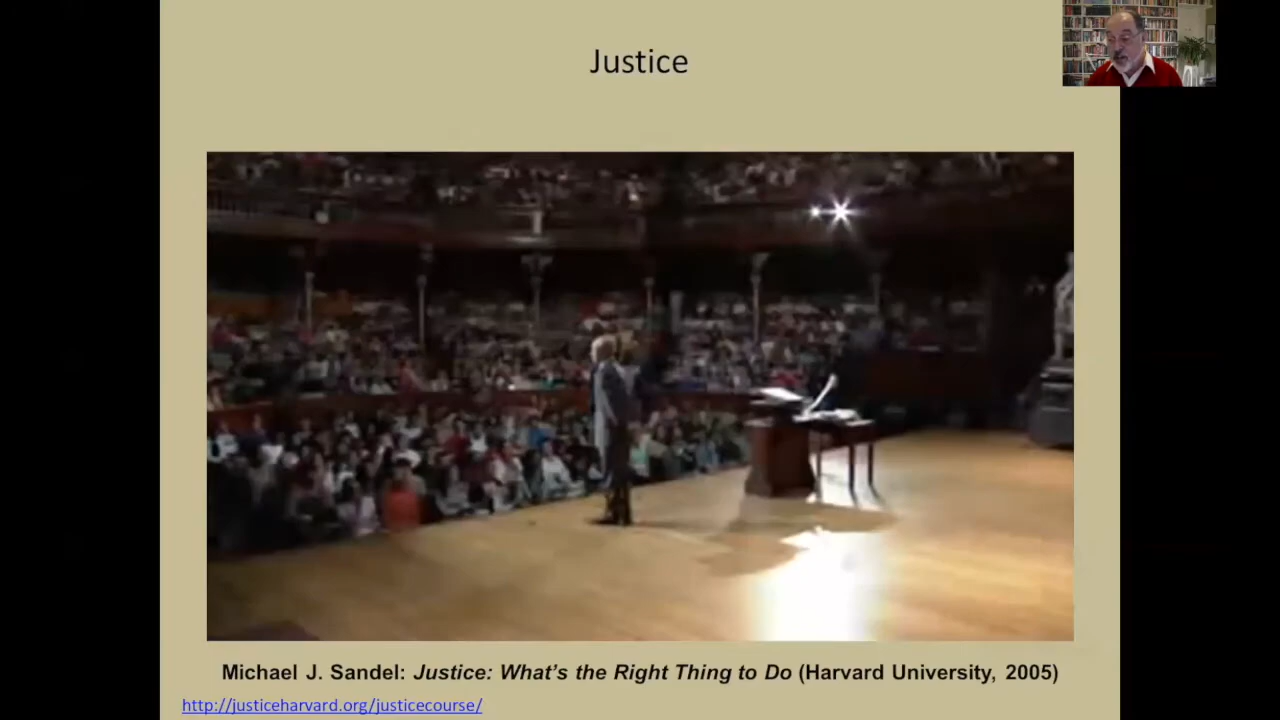 Justice
Michael J. Sandel: Justice: What's the Right Thing to Do (Harvard University, 2005)
http://justiceharvard.org/justicecourse/